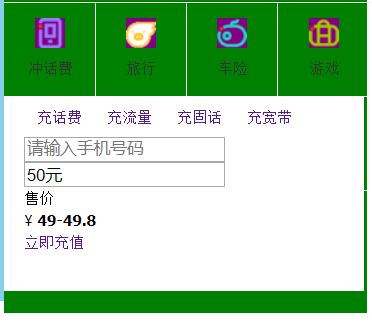 冲话费 旅行 车险 游戏
充话费 充流量 充固话 充宽带
请输入手机号码
50元
售价
¥ 49-49.8
立即充值